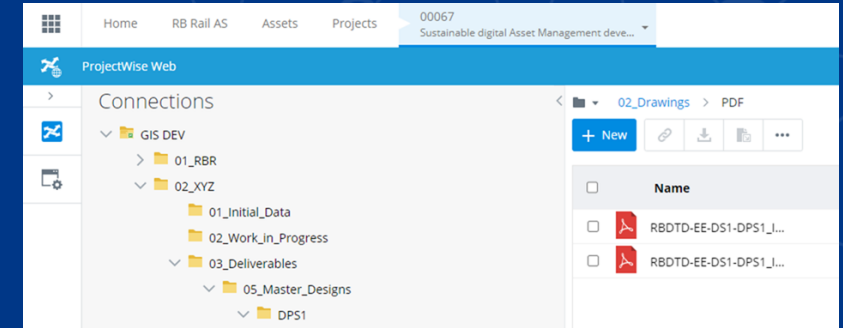 Home RB Rail AS Assets Projects 00067
Sustainable digital Asset Management deve...
ProjectWise Web
Connections
GIS DEV
01_RBR
02_XYZ
01_Initial_Data
02_Work_in_Progress
03_Deliverables
05_Master_Designs
DPS1
02_Drawings > PDF
+ New
Name
RBDTD-EE-DS1-DPS1_I...
RBDTD-EE-DS1-DPS1_I...